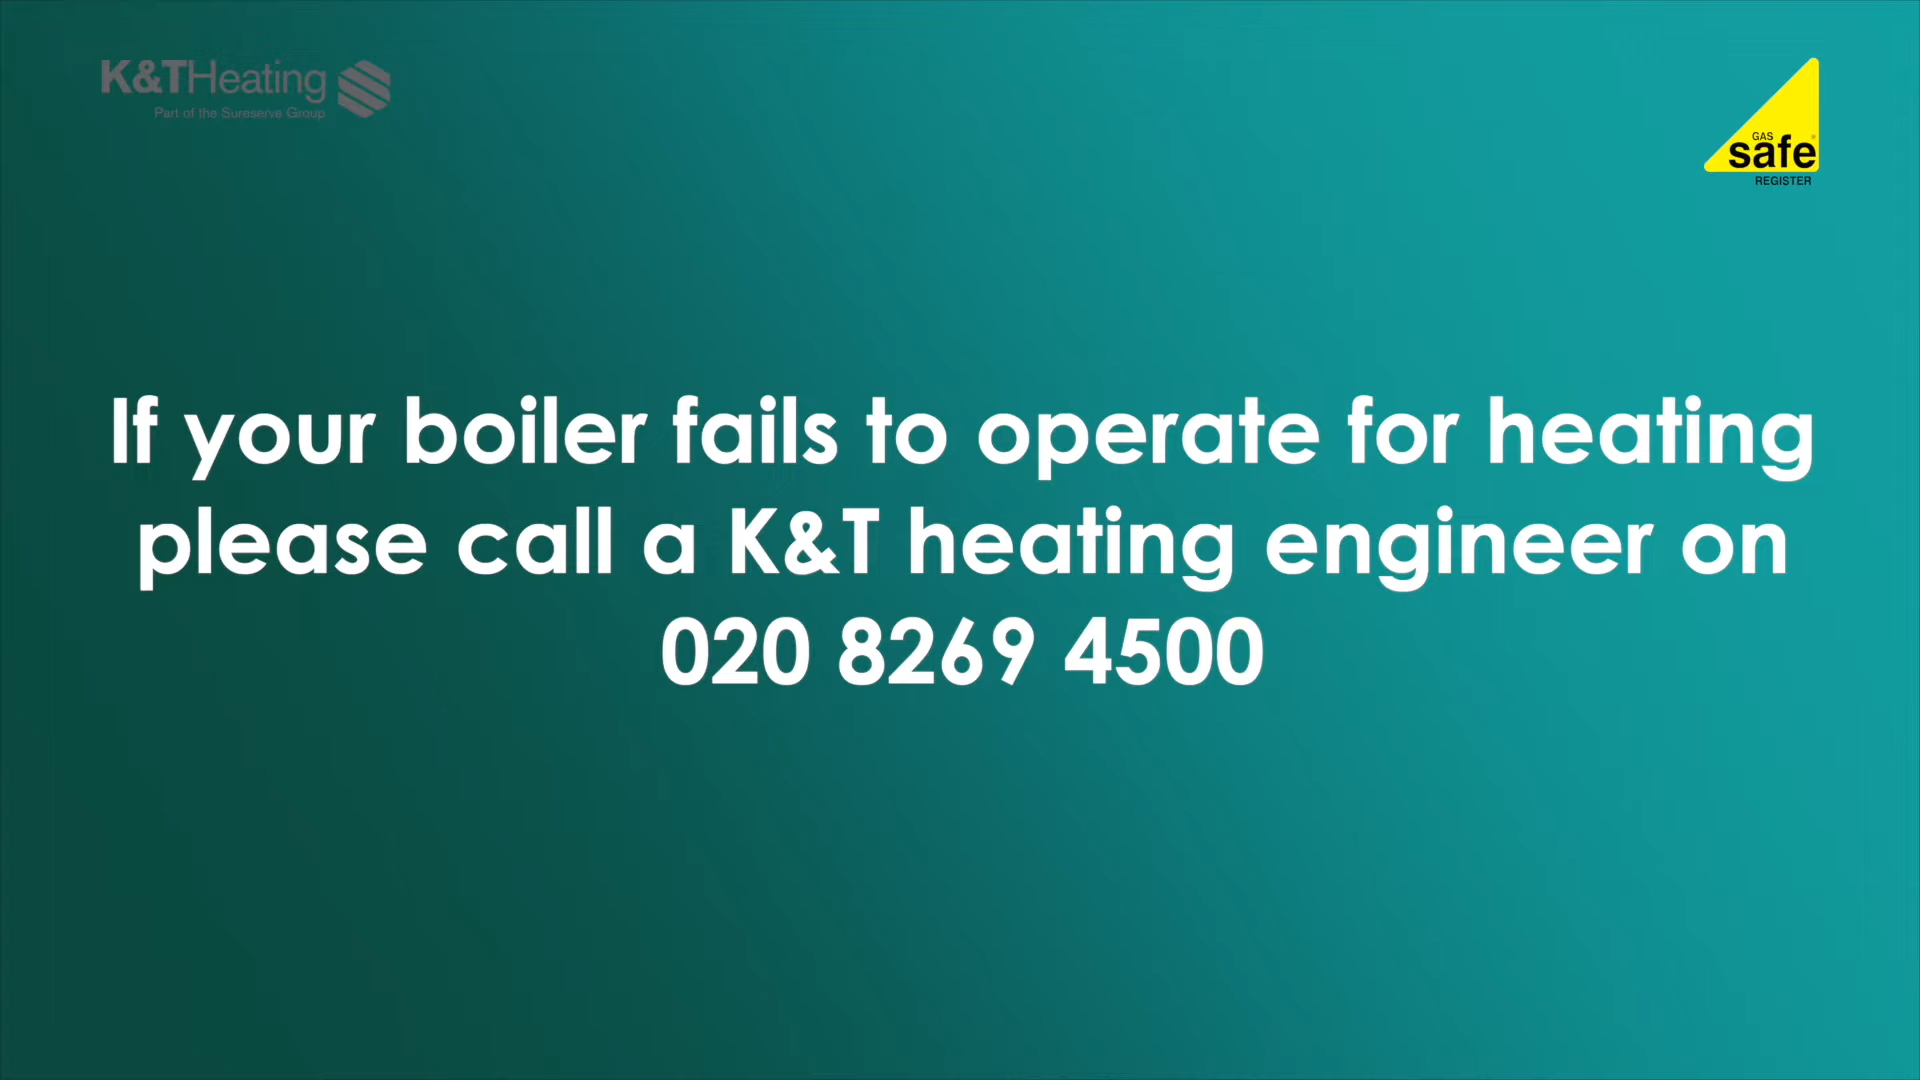 K&THeating
Part of the Sureserve Group
GAS
safe
REGISTER
If your boiler fails to operate for heating
please call a K&T heating engineer on
020 8269 4500